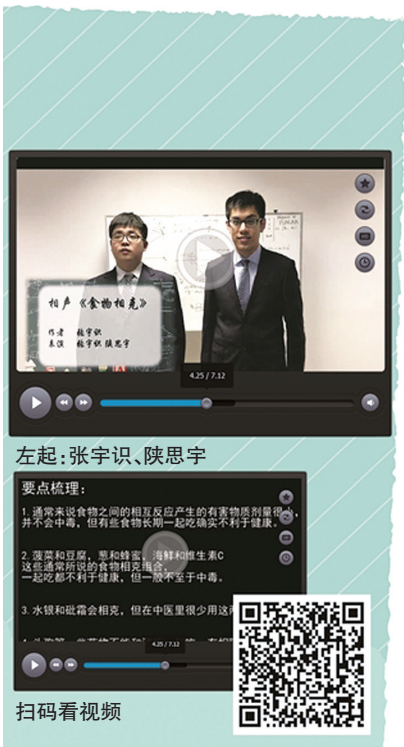 相声《食物相克》
作者 张宇识
表演 张宇识 陕思宇
4.25 / 7.12
左起:张宇识、陕思宇
要点梳理:
1.通常来说食物之间的相互反应产生的有害物质剂量很小,
并不会中毒,但有些食物长期一起吃确实不利于健康。
2.菠菜和豆腐,葱和蜂蜜,海鲜和维生素C
这些通常所说的食物相克组合,
一起吃都不利于健康,但一般不至于中毒。
3.水银和砒霜会相克,但在中医里很少用这两
4.25 / 7.12
扫码看视频